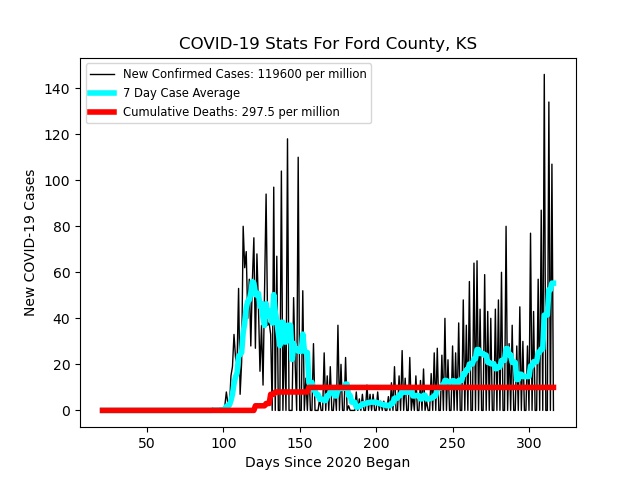 COVID-19 Stats For Ford County, KS
New Confirmed Cases: 119600 per million
7 Day Case Average
Cumulative Deaths: 297.5 per million
New COVID-19 Cases
140
120
100
80
60
40
20
0
50 100 150 200 250 300
Days Since 2020 Began